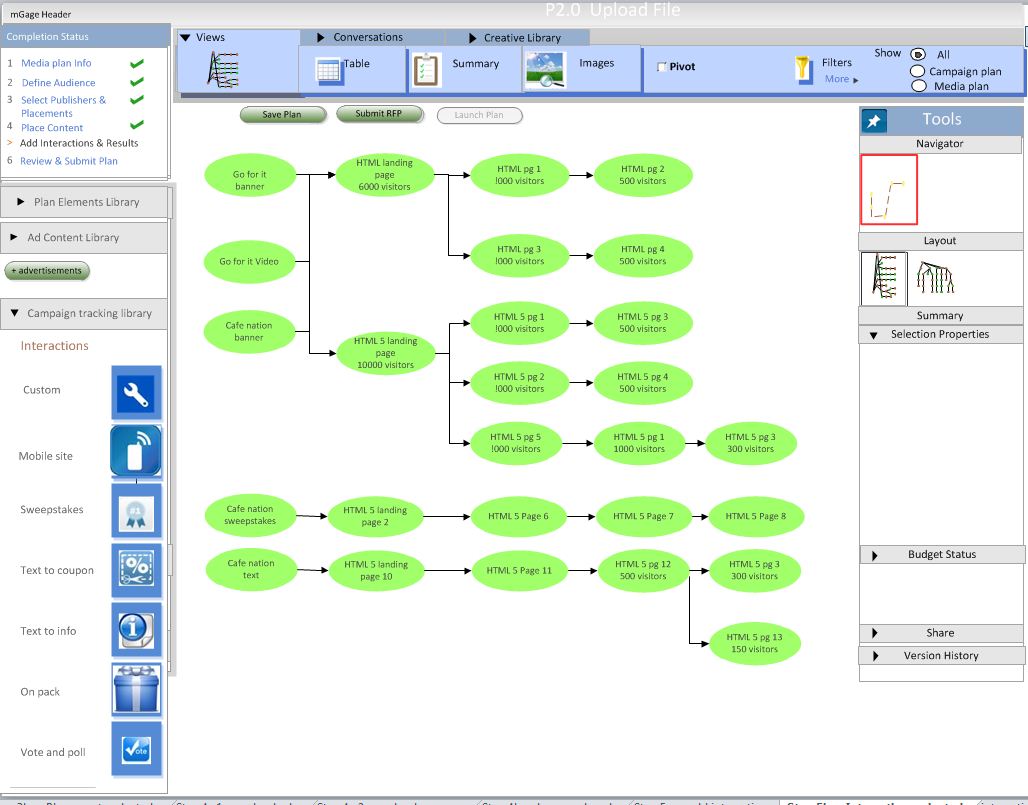 P2.0 Upload File
mGage Header
Completion Status
1 Media plan Info
2 Define Audience
3 Select Publishers &
Placements
4 Place Content
> Add Interactions & Results
6 Review & Submit Plan
Views
Conversations
Creative Library
Table
Summary
Images
Pivot
Filters
More
Show
All
Campaign plan
Media plan
Save Plan
Submit RFP
Launch Plan
Plan Elements Library
Ad Content Library
+ advertisements
Campaign tracking library
Interactions
Custom
Mobile site
Sweepstakes
#1
Text to coupon
Text to info
On pack
Vote and poll
Vote
Go for it
banner
HTML landing
page
6000 visitors
HTML pg 1
!000 visitors
HTML pg 2
500 visitors
Go for it Video
HTML pg 3
!000 visitors
HTML pg 4
500 visitors
Cafe nation
banner
HTML 5 landing
page
10000 visitors
HTML 5 pg 1
!000 visitors
HTML 5 pg 3
500 visitors
HTML 5 pg 2
!000 visitors
HTML 5 pg 4
500 visitors
HTML 5 pg 5
!000 visitors
HTML 5 pg 1
1000 visitors
HTML 5 pg 3
300 visitors
Cafe nation
sweepstakes
HTML 5 landing
page 2
HTML 5 Page 6
HTML 5 Page 7
HTML 5 Page 8
Cafe nation
text
HTML 5 landing
page 10
HTML 5 Page 11
HTML 5 pg 12
500 visitors
HTML 5 pg 3
300 visitors
HTML 5 pg 13
150 visitors
Tools
Navigator
Layout
Summary
Selection Properties
Budget Status
Share
Version History